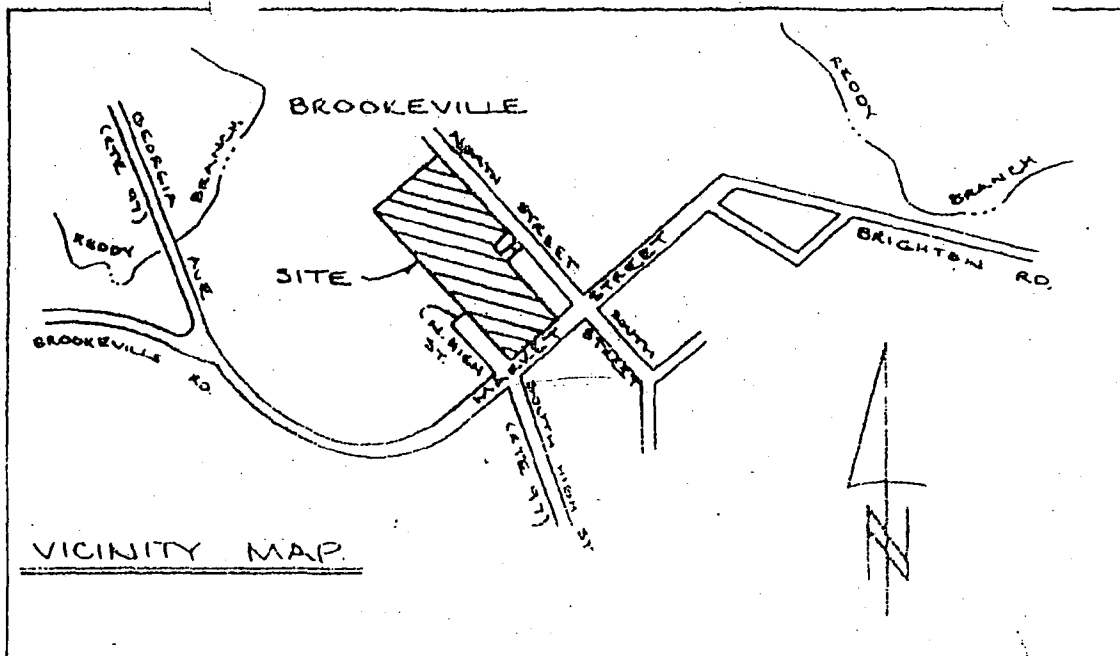 BROOKEVILLE
GEORGIA AVE
(RTE 97)
REDDY BRANCH
REDDY BRANCH
NORTH STREET
SITE
(N. HIGH ST.
MARKET STREET
SOUTH STREET
BRIGHTON RD.
BROOKEVILLE RD.
SOUTH HIGH ST.
(RTE 97)
VICINITY MAP
N